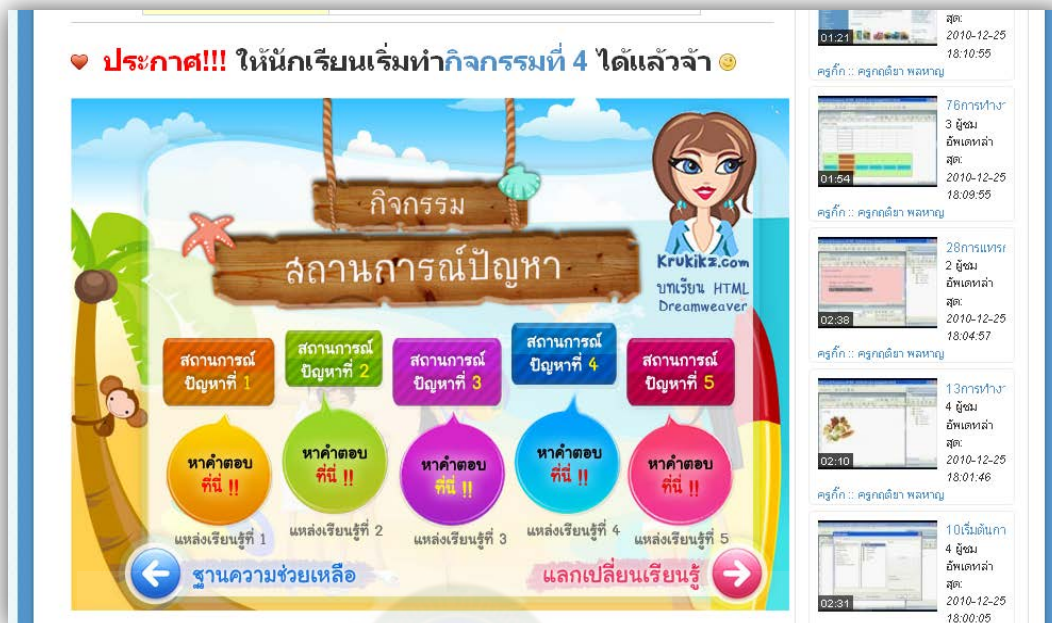 ประกาศ!!! ให้นักเรียนเริ่มทำกิจกรรมที่ 4 ได้แล้วจ้า
กิจกรรม
สถานการณ์ปัญหา
Krukikz.com
บทเรียน HTML
Dreamweaver
สถานการณ์
ปัญหาที่ 1
สถานการณ์
ปัญหาที่ 2
สถานการณ์
ปัญหาที่ 3
สถานการณ์
ปัญหาที่ 4
สถานการณ์
ปัญหาที่ 5
หาคำตอบ
ที่นี่ !!
หาคำตอบ
ที่นี่ !!
หาคำตอบ
ที่นี่ !!
หาคำตอบ
ที่นี่ !!
หาคำตอบ
ที่นี่ !!
แหล่งเรียนรู้ที่ 1
แหล่งเรียนรู้ที่ 2
แหล่งเรียนรู้ที่ 3
แหล่งเรียนรู้ที่ 4
แหล่งเรียนรู้ที่ 5
ฐานความช่วยเหลือ
แลกเปลี่ยนเรียนรู้
01:21
สุด:
2010-12-25
18:10:55
ครูกิ๊ก :: ครูกฤติยา พลหาญ
01:54
76การทำงา
3 ผู้ชม
อัพเดทล่า
สุด:
2010-12-25
18:09:55
ครูกิ๊ก :: ครูกฤติยา พลหาญ
02:38
28การแทรก
2 ผู้ชม
อัพเดทล่า
สุด:
2010-12-25
18:04:57
ครูกิ๊ก :: ครูกฤติยา พลหาญ
02:10
13การทำงา
4 ผู้ชม
อัพเดทล่า
สุด:
2010-12-25
18:01:46
ครูกิ๊ก :: ครูกฤติยา พลหาญ
02:31
10เริ่มต้นกา
4 ผู้ชม
อัพเดทล่า
สุด:
2010-12-25
18:00:05